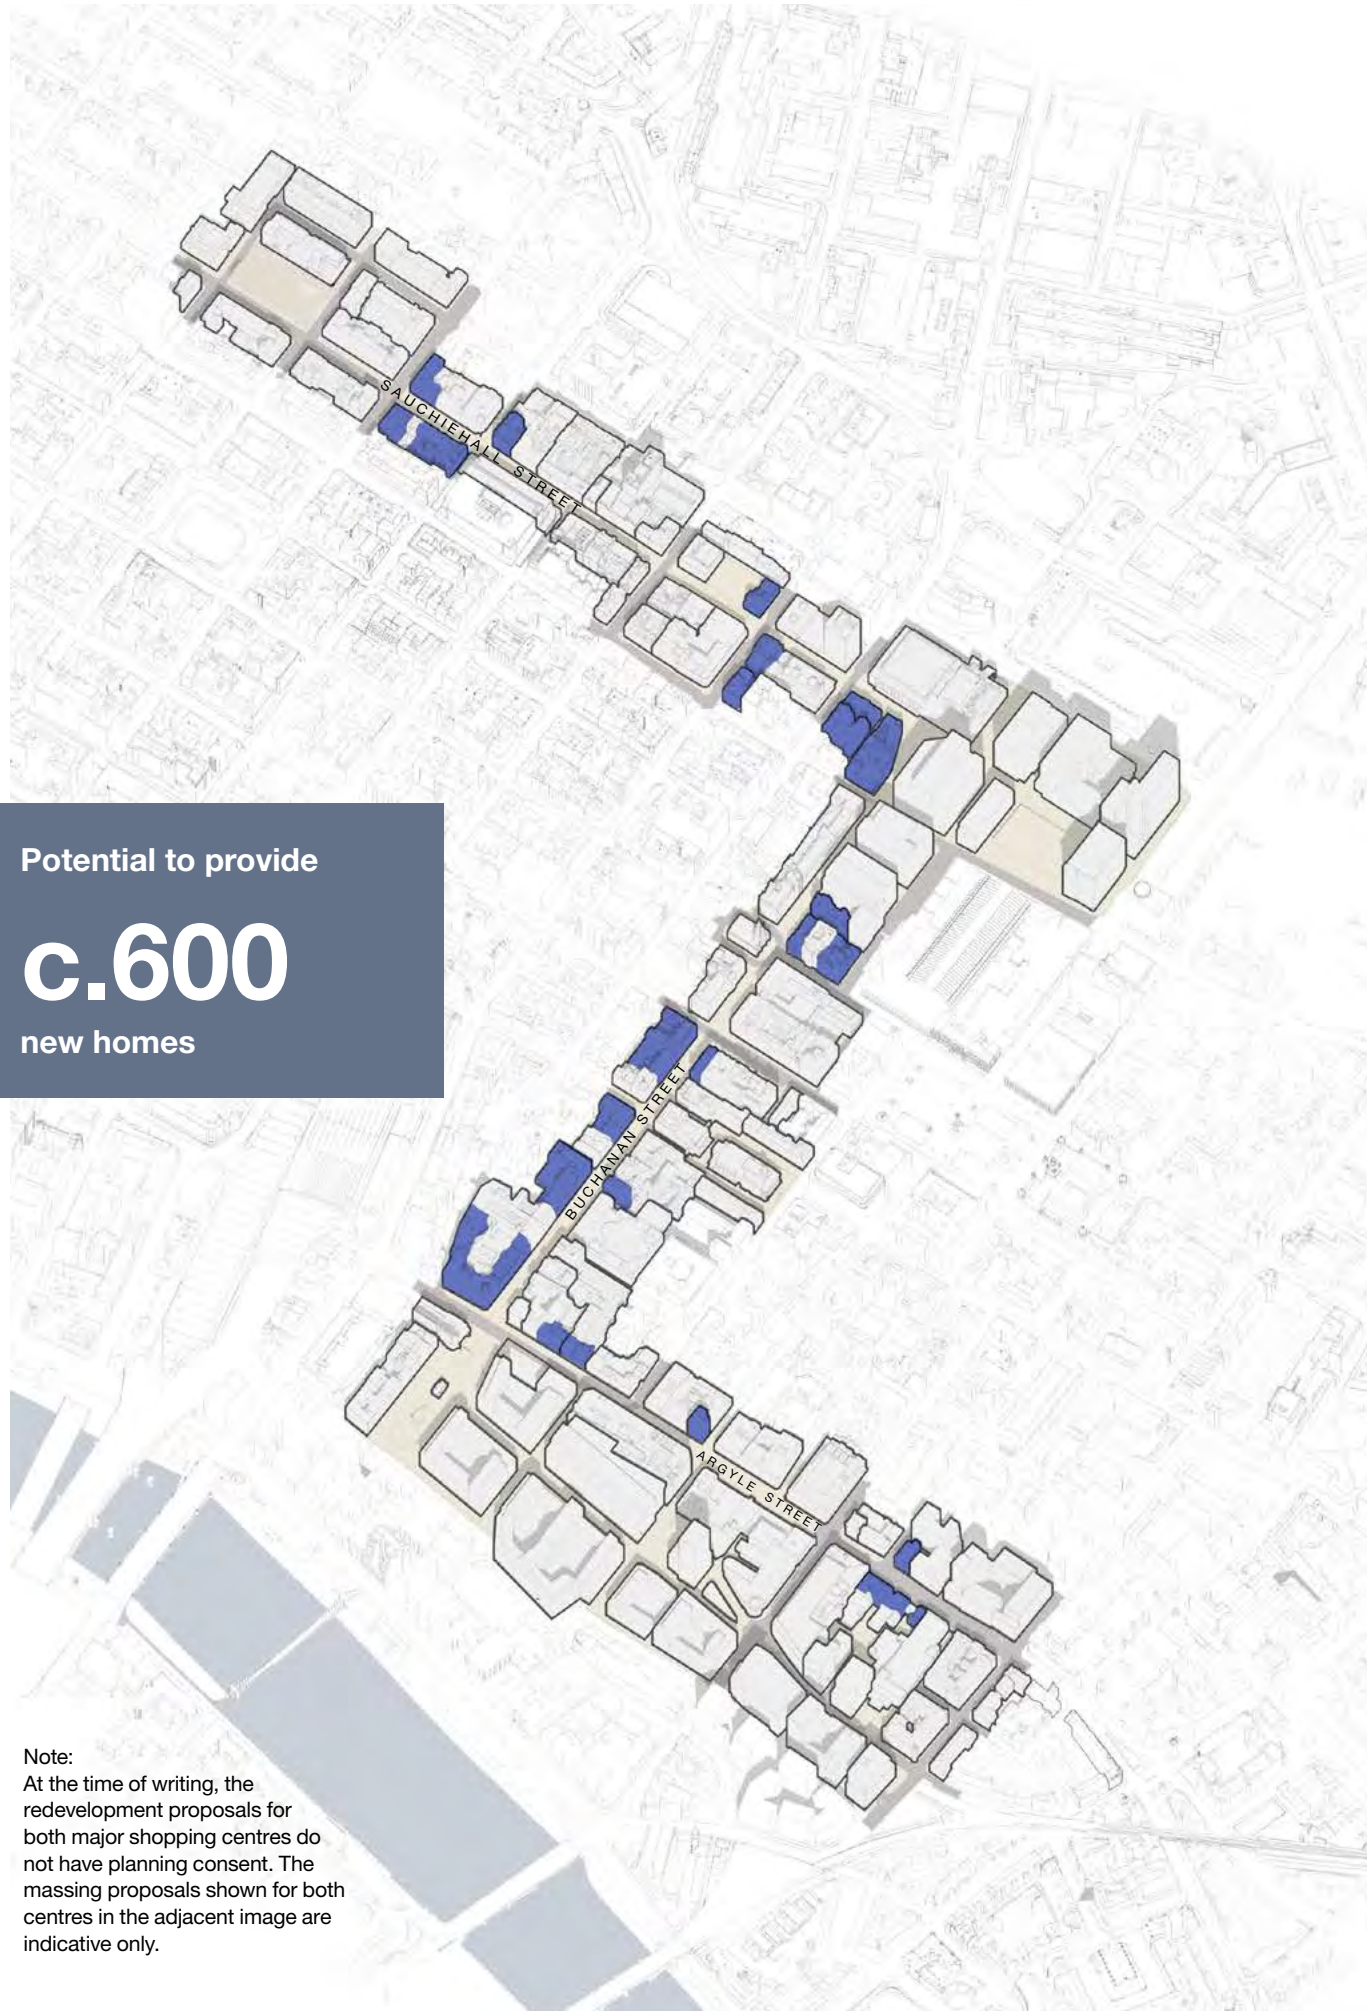 SAUCHIEHALL STREET
Potential to provide
c.600
new homes
BUCHANAN STREET
ARGYLE STREET
Note:
At the time of writing, the
redevelopment proposals for
both major shopping centres do
not have planning consent. The
massing proposals shown for both
centres in the adjacent image are
indicative only.